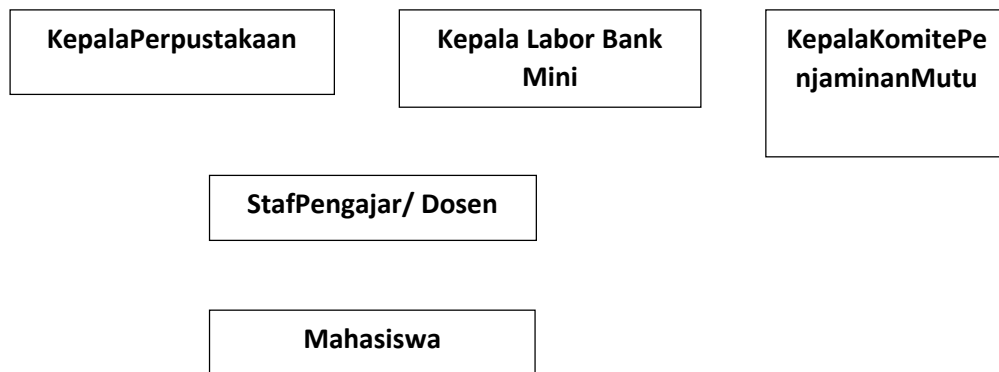 KepalaPerpustakaan
Kepala Labor Bank
Mini
KepalaKomitePe
njaminanMutu
StafPengajar/ Dosen
Mahasiswa